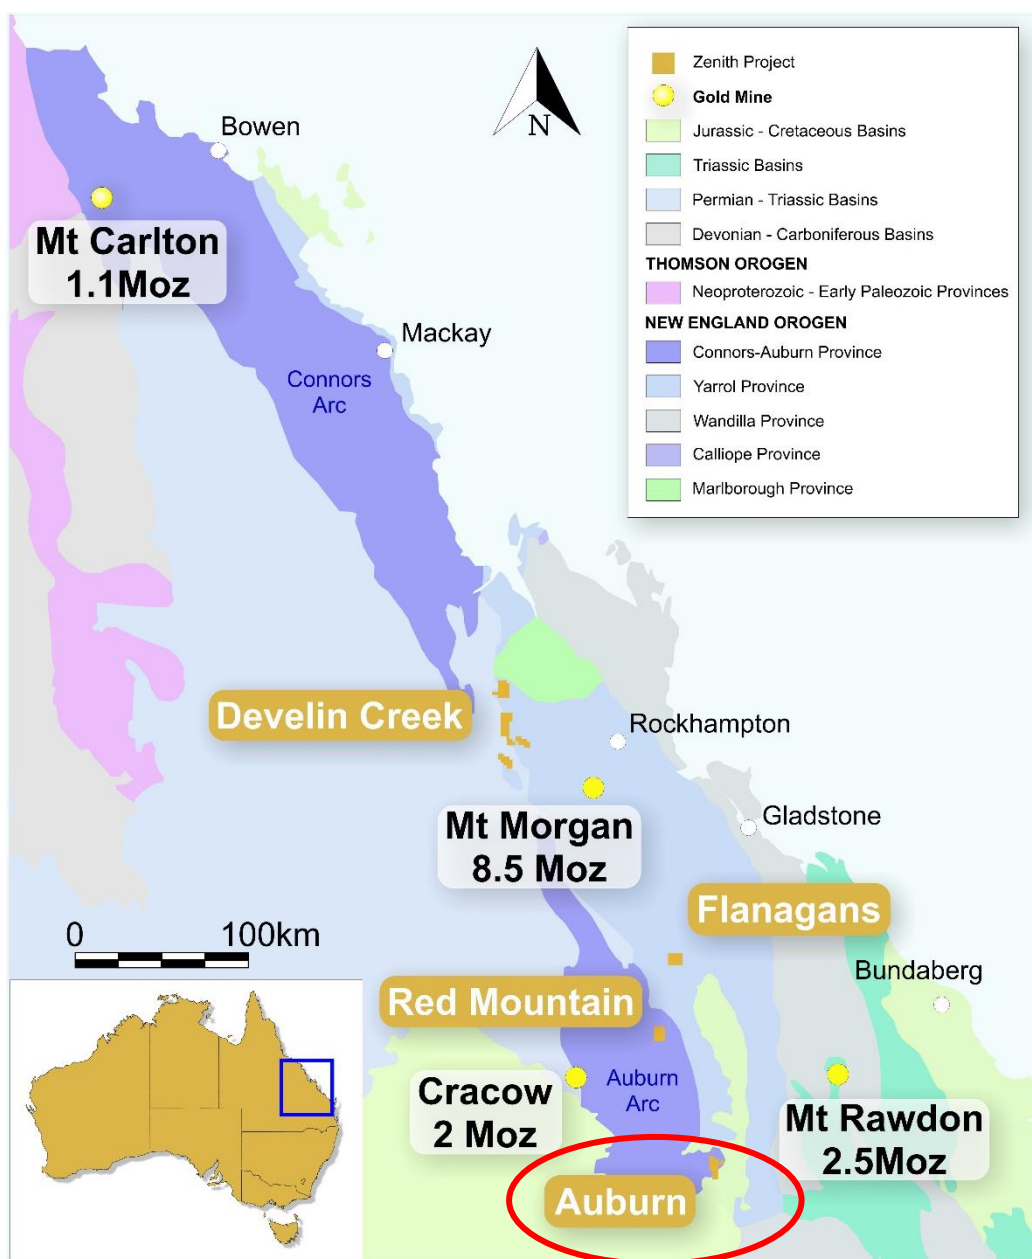 Zenith Project
Gold Mine
Jurassic - Cretaceous Basins
Triassic Basins
Permian - Triassic Basins
Devonian - Carboniferous Basins
THOMSON OROGEN
Neoproterozoic - Early Paleozoic Provinces
NEW ENGLAND OROGEN
Connors-Auburn Province
Yarrol Province
Wandilla Province
Calliope Province
Marlborough Province
N
Bowen
Mt Carlton
1.1Moz
Mackay
Connors
Arc
Develin Creek
Rockhampton
Mt Morgan
8.5 Moz
Gladstone
Flanagans
0 100km
Bundaberg
Red Mountain
Cracow
2 Moz
Auburn
Arc
Mt Rawdon
2.5Moz
Auburn